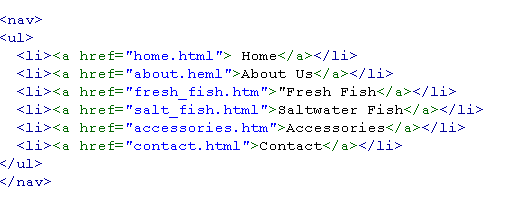 <nav>
<ul>
  <li><a href="home.html"> Home</a></li>
  <li><a href="about.heml">About Us</a></li>
  <li><a href="fresh_fish.htm">"Fresh Fish</a></li>
  <li><a href="salt_fish.html">Saltwater Fish</a></li>
  <li><a href="accessories.htm">Accessories</a></li>
  <li><a href="contact.html">Contact</a></li>
</ul>
</nav>